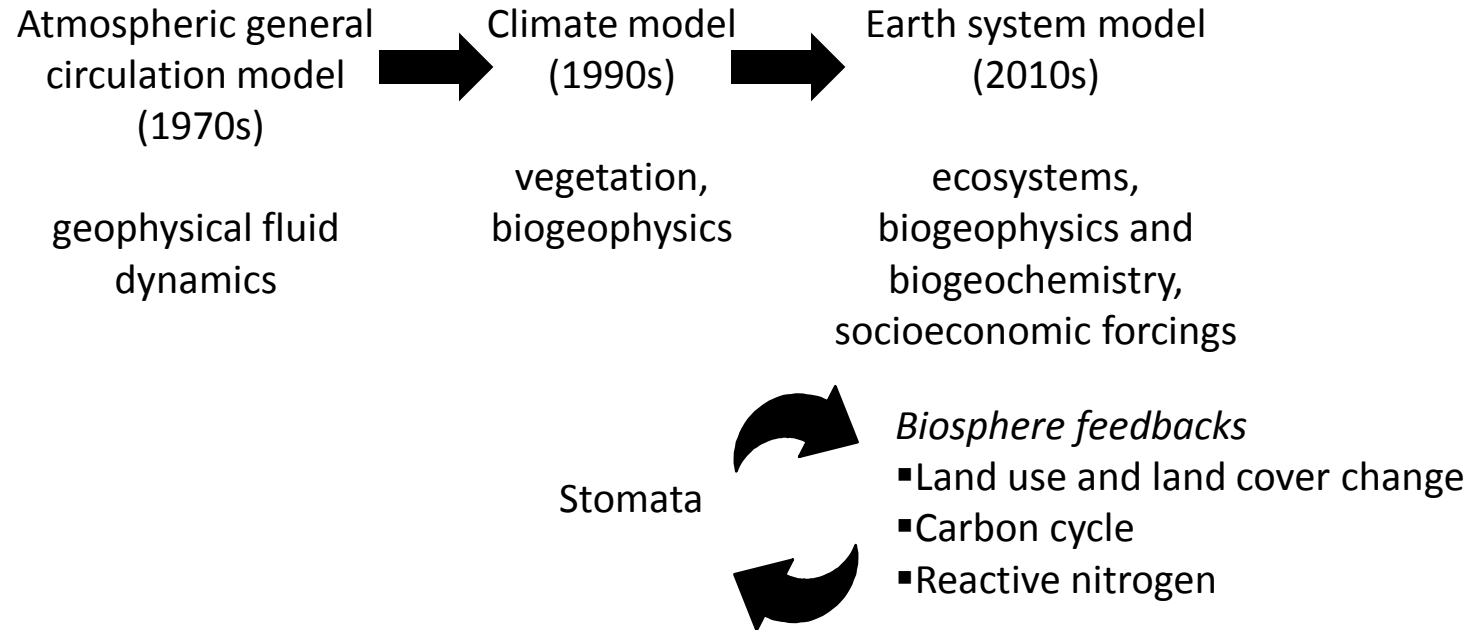 Atmospheric general
circulation model
(1970s)
geophysical fluid
dynamics
Climate model
(1990s)
vegetation,
biogeophysics
Earth system model
(2010s)
ecosystems,
biogeophysics and
biogeochemistry,
socioeconomic forcings
Stomata
Biosphere feedbacks
▪Land use and land cover change
▪Carbon cycle
▪Reactive nitrogen